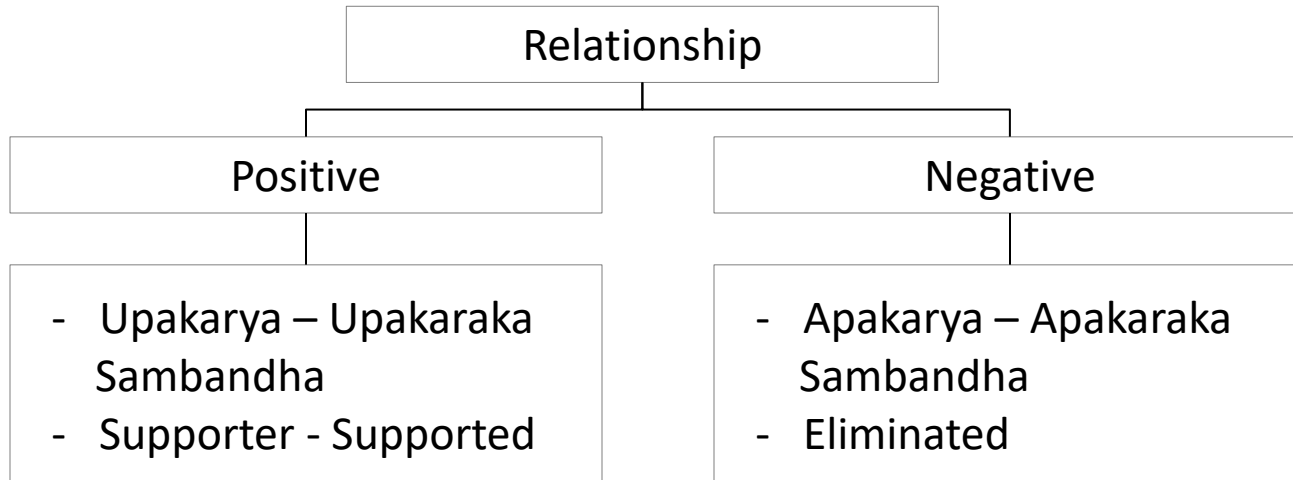 Relationship
Positive
Negative
- Upakarya – Upakaraka
Sambandha
- Supporter - Supported
- Apakarya – Apakaraka
Sambandha
- Eliminated